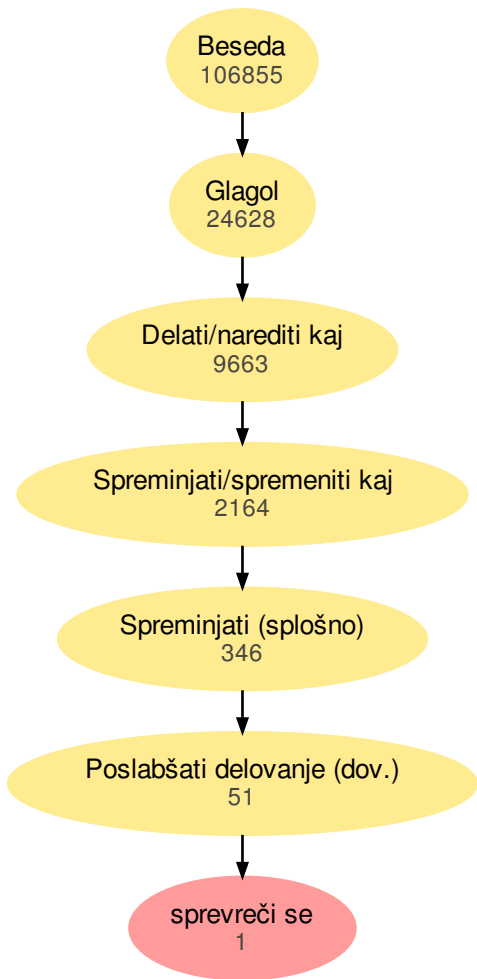 Beseda
106855
Glagol
24628
Delati/narediti kaj
9663
Spreminjati/spremeniti kaj
2164
Spreminjati (splošno)
346
Poslabšati delovanje (dov.)
51
sprevreči se
1